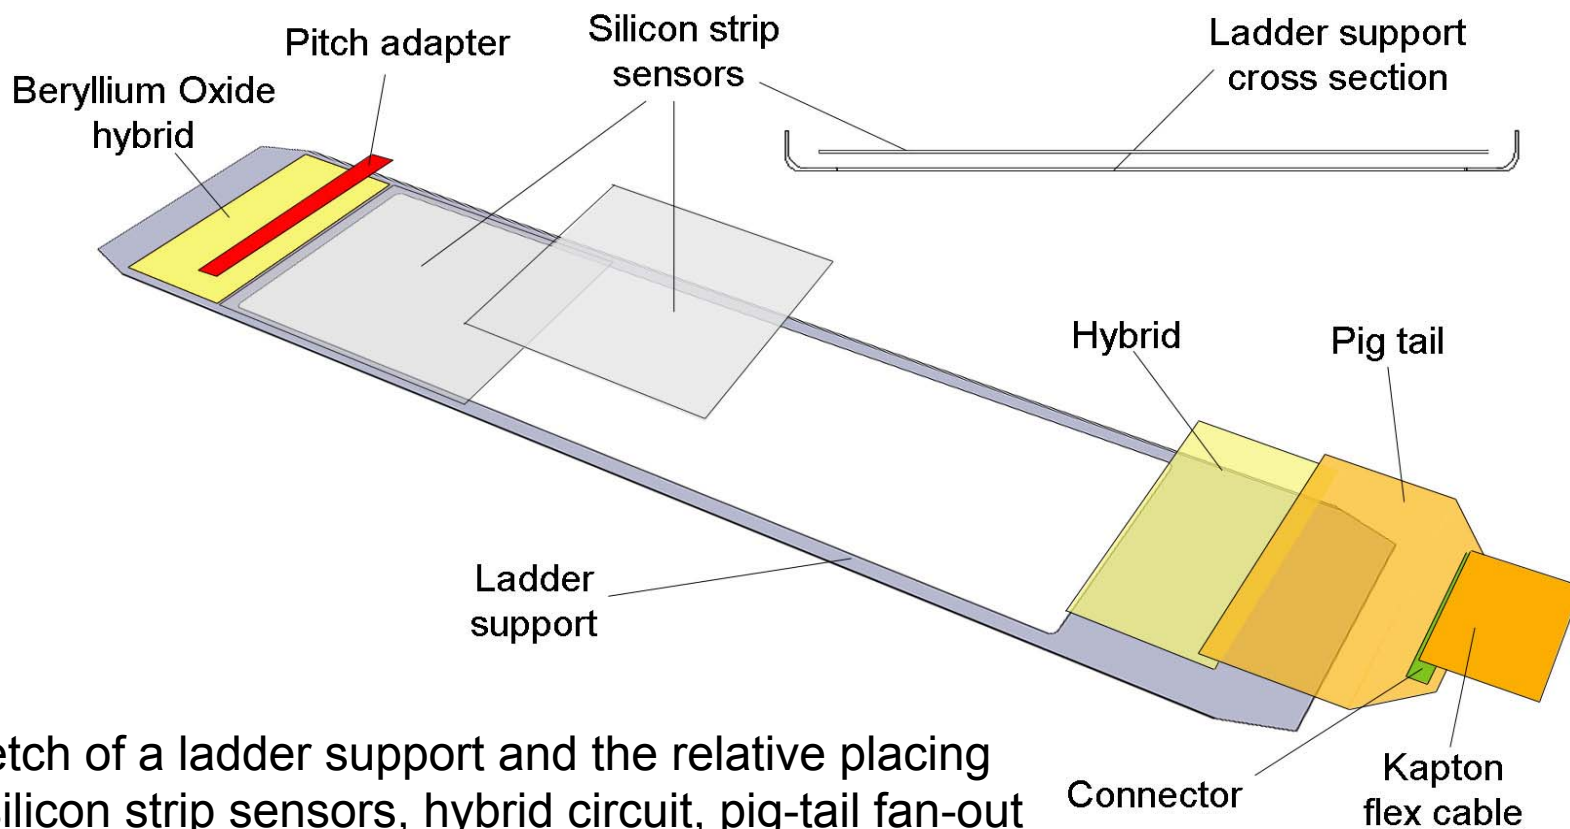 Pitch adapter
Silicon strip
sensors
Ladder support
cross section
Beryllium Oxide
hybrid
Hybrid
Pig tail
Ladder
support
Connector
Kapton
flex cable
etch of a ladder support and the relative placing
silicon strip sensors, hybrid circuit, pig-tail fan-out